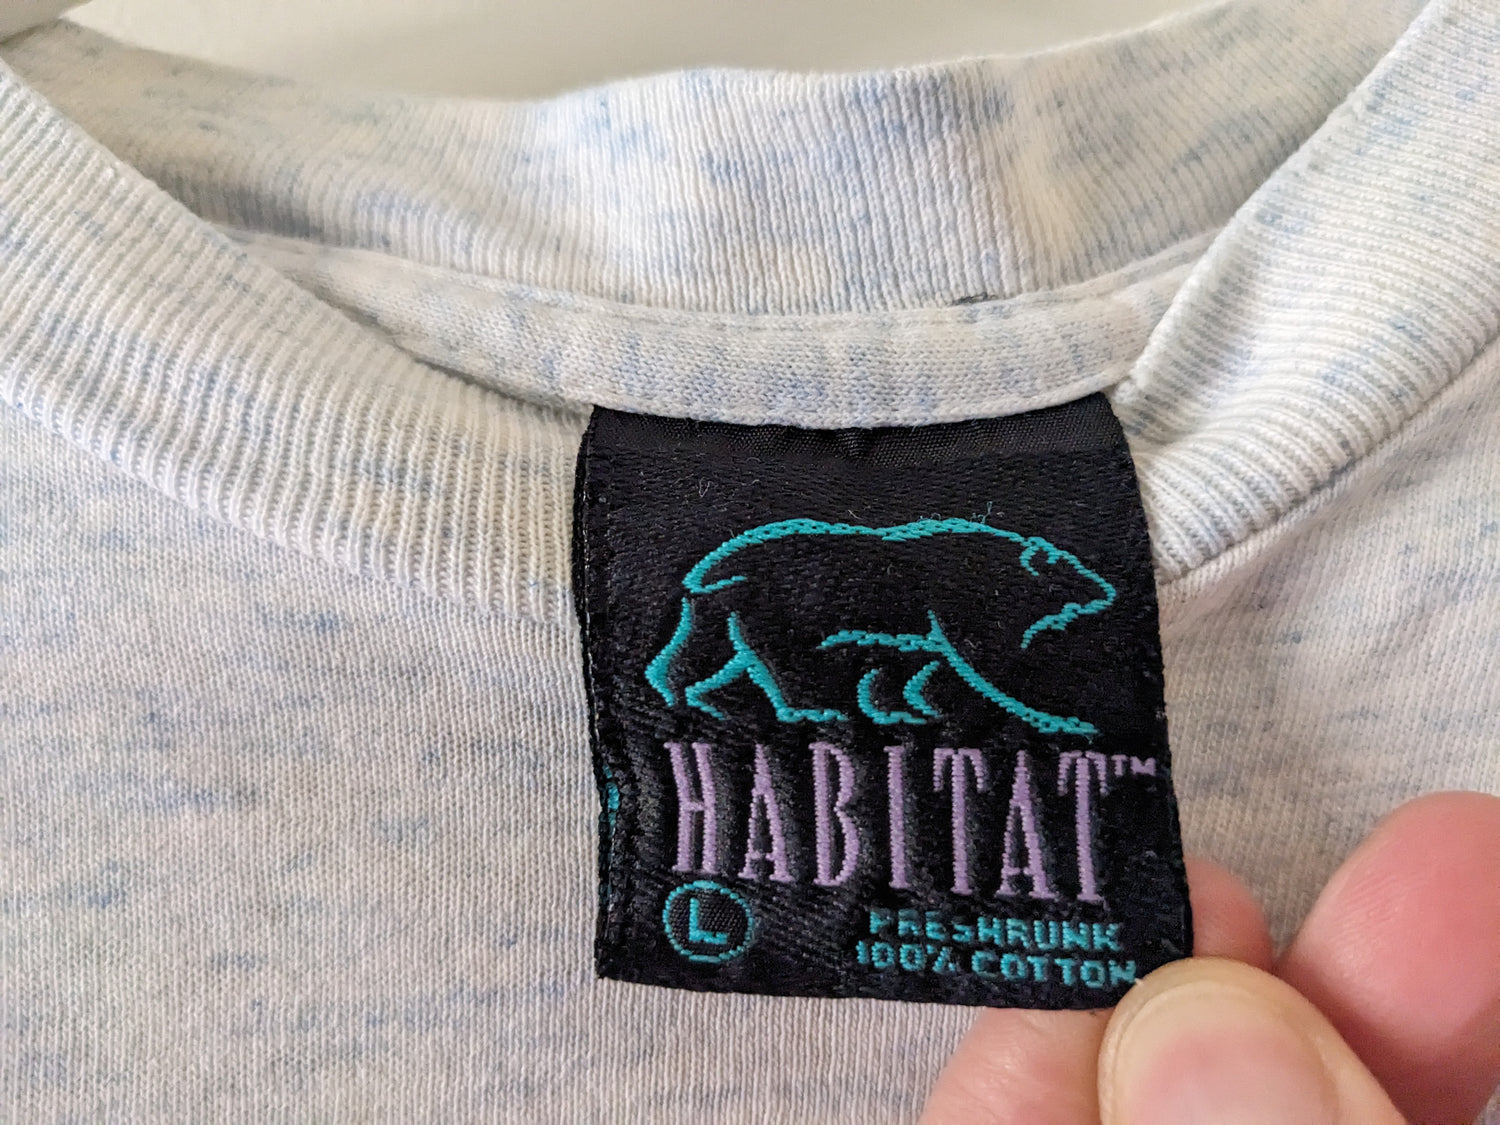 HABITAT™
L
PRESHRUNK
100% COTTON